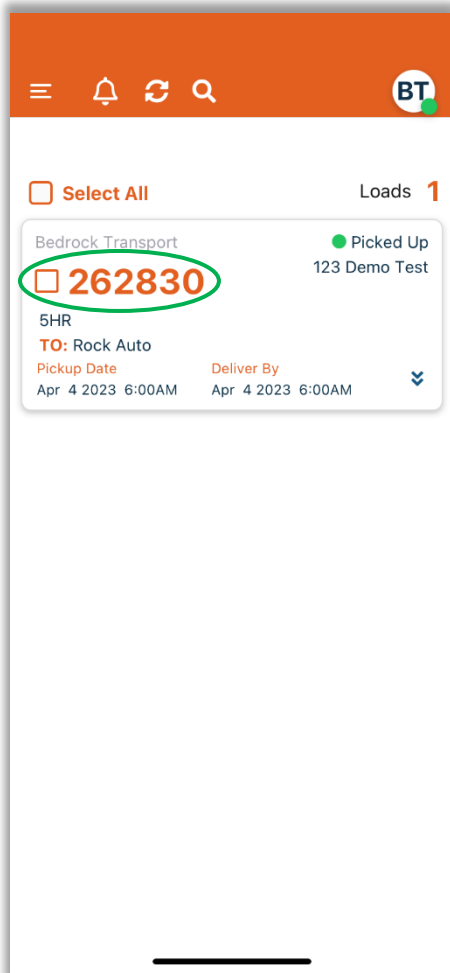 BT
Select All Loads 1
Bedrock Transport Picked Up
262830 123 Demo Test
5HR
TO: Rock Auto
Pickup Date Deliver By
Apr 4 2023 6:00AM Apr 4 2023 6:00AM